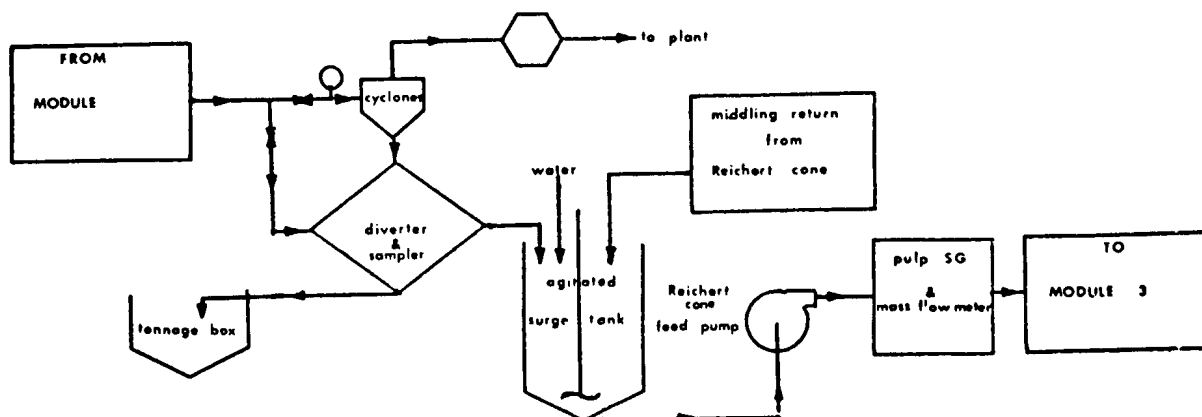 FROM
MODULE
cyclones
to plant
middling return
from
Reichert cone
water
diverter
&
sampler
agitated
surge tank
tonnage box
Reichert
cone
feed pump
pulp SG
&
mass flow meter
TO
MODULE 3